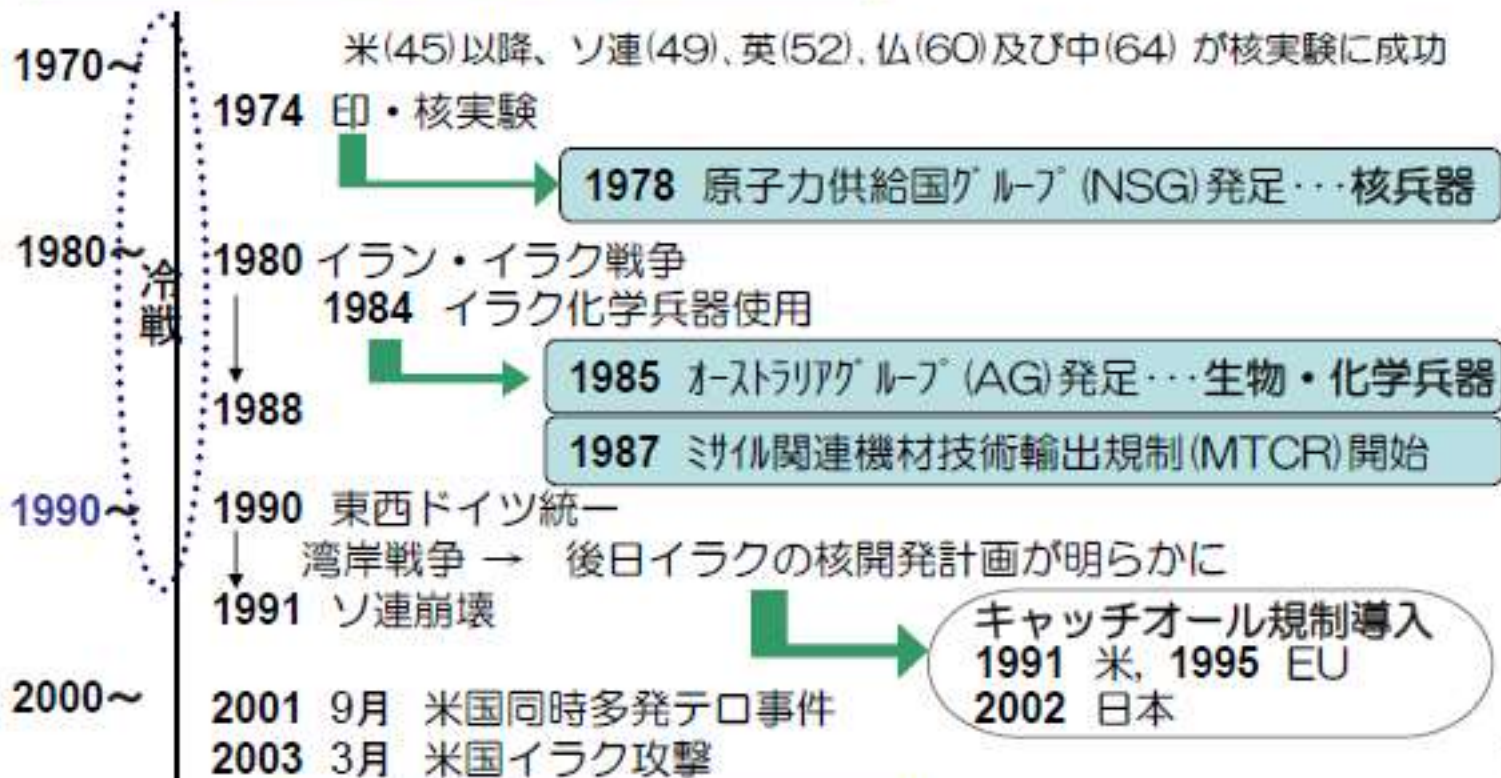 米(45)以降、ソ連(49)、英(52)、仏(60)及び中(64) が核実験に成功
1970～
1974 印・核実験
1978 原子力供給国ｸﾞﾙｰﾌﾟ(NSG)発足･･･核兵器
1980～
冷戦
1980 イラン・イラク戦争
1984 イラク化学兵器使用
1985 ｵｰｽﾄﾗﾘｱｸﾞﾙｰﾌﾟ(AG)発足･･･生物・化学兵器
1988
1987 ﾐｻｲﾙ関連機材技術輸出規制(MTCR)開始
1990～
1990 東西ドイツ統一
湾岸戦争 → 後日イラクの核開発計画が明らかに
1991 ソ連崩壊
キャッチオール規制導入
1991 米, 1995 EU
2002 日本
2000～
2001 9月 米国同時多発テロ事件
2003 3月 米国イラク攻撃